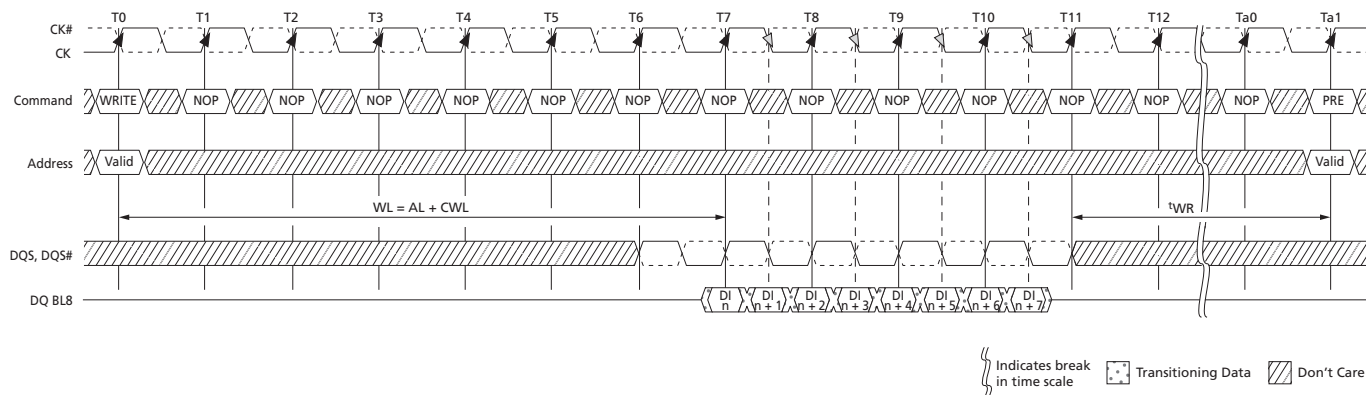 T0 T1 T2 T3 T4 T5 T6 T7 T8 T9 T10 T11 T12 Ta0 Ta1
CK#
CK
Command WRITE NOP NOP NOP NOP NOP NOP NOP NOP NOP NOP NOP NOP NOP PRE
Address Valid Valid
WL = AL + CWL tWR
DQS, DQS#
DQ BL8 DI n DI n + 1 DI n + 2 DI n + 3 DI n + 4 DI n + 5 DI n + 6 DI n + 7
Indicates break
in time scale
Transitioning Data
Don't Care